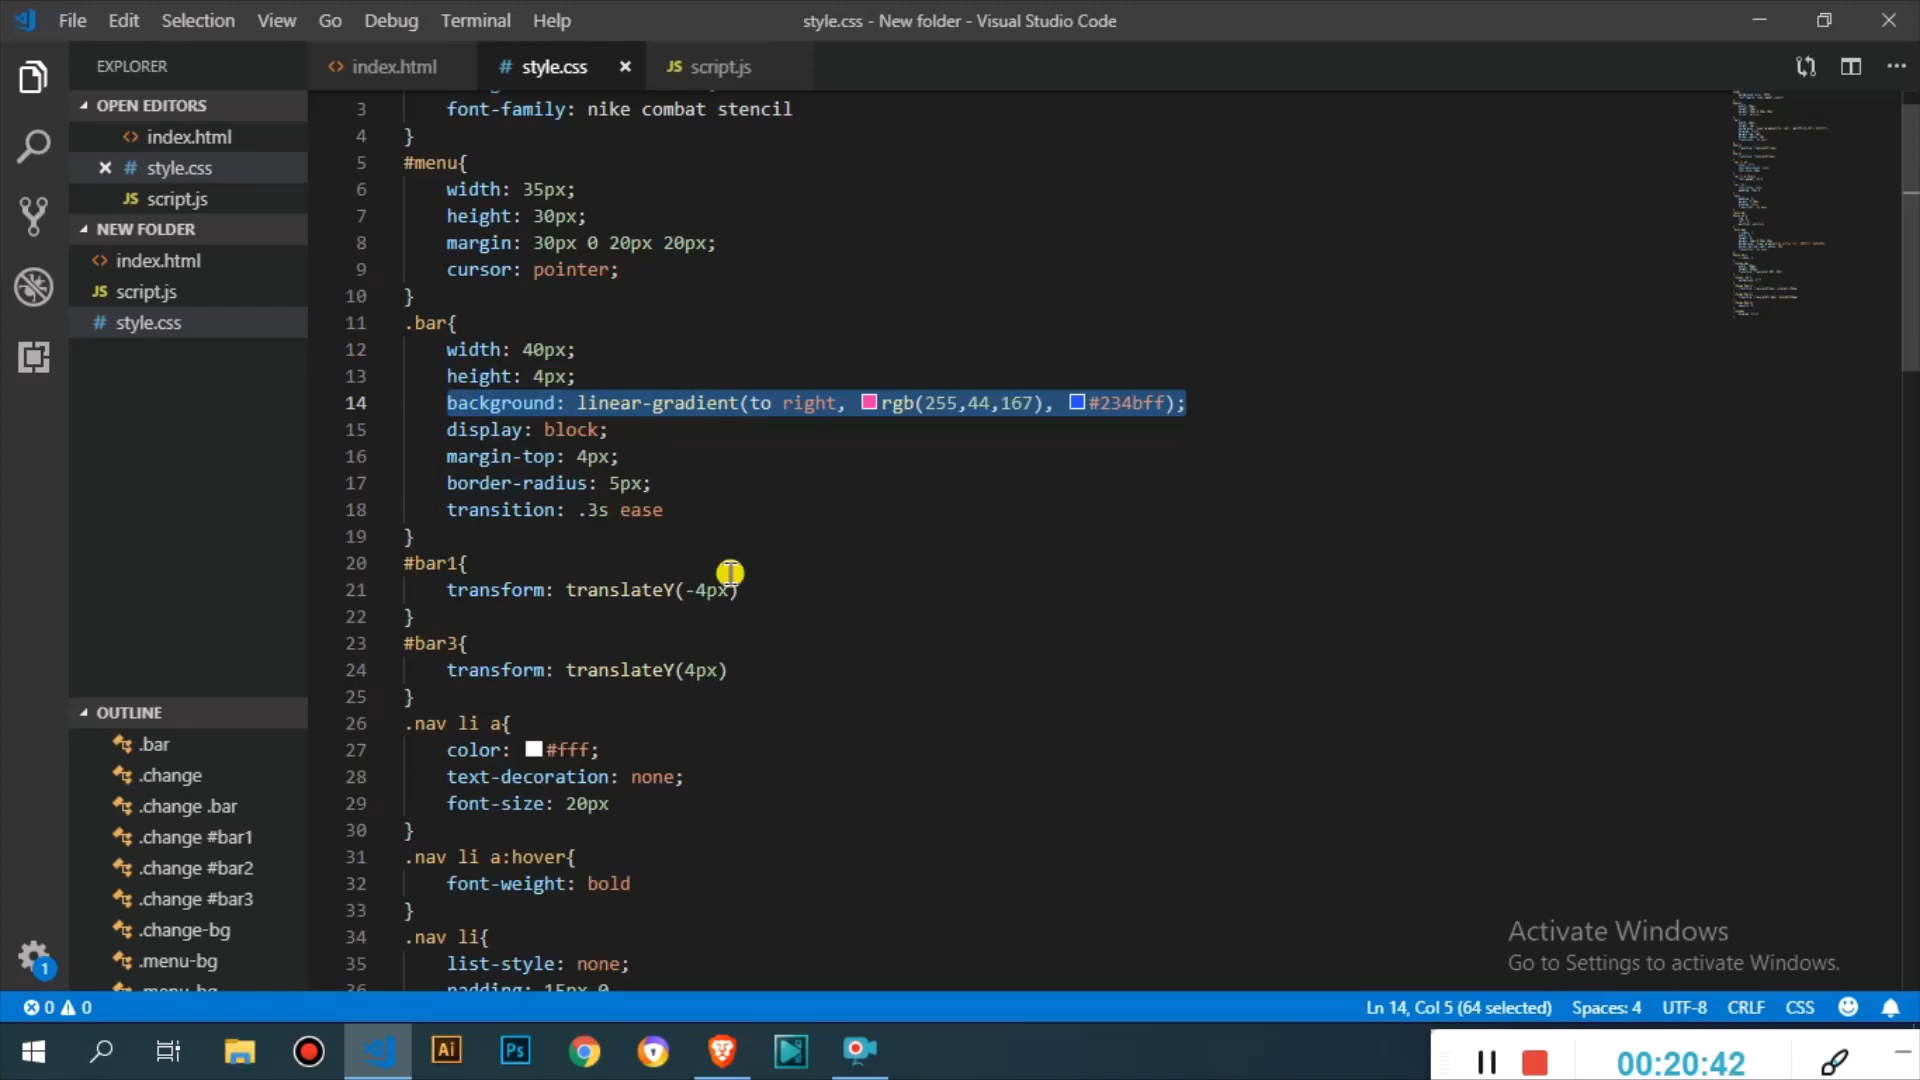 File Edit Selection View Go Debug Terminal Help
style.css - New folder - Visual Studio Code
EXPLORER
OPEN EDITORS
<> index.html
# style.css
JS script.js
NEW FOLDER
<> index.html
JS script.js
# style.css
OUTLINE
.bar
.change
.change .bar
.change #bar1
.change #bar2
.change #bar3
.change-bg
.menu-bg
<> index.html # style.css JS script.js
3 font-family: nike combat stencil
4 }
5 #menu{
6 width: 35px;
7 height: 30px;
8 margin: 30px 0 20px 20px;
9 cursor: pointer;
10 }
11 .bar{
12 width: 40px;
13 height: 4px;
14 background: linear-gradient(to right, rgb(255,44,167), #234bff);
15 display: block;
16 margin-top: 4px;
17 border-radius: 5px;
18 transition: .3s ease
19 }
20 #bar1{
21 transform: translateY(-4px)
22 }
23 #bar3{
24 transform: translateY(4px)
25 }
26 .nav li a{
27 color: #fff;
28 text-decoration: none;
29 font-size: 20px
30 }
31 .nav li a:hover{
32 font-weight: bold
33 }
34 .nav li{
35 list-style: none;
36 padding: 15px 0
Activate Windows
Go to Settings to activate Windows.
1
0 0
Ln 14, Col 5 (64 selected) Spaces: 4 UTF-8 CRLF CSS
Ai Ps
00:20:42